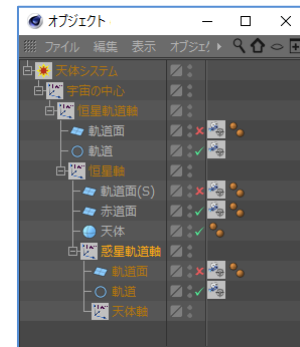 オブジェクト
ファイル 編集 表示 オブジェ
天体システム
宇宙の中心
恒星軌道軸
軌道面
軌道
恒星軸
軌道面(S)
赤道面
天体
惑星軌道軸
軌道面
軌道
天体軸